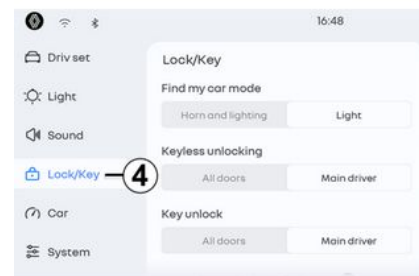 16:48
Driv set
Light
Sound
Lock/Key
Car
System
4
Lock/Key
Find my car mode
Horn and lighting Light
Keyless unlocking
All doors Main driver
Key unlock
All doors Main driver